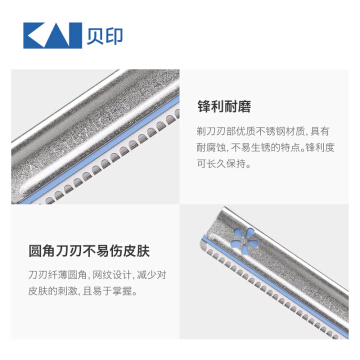 KAI 贝印
锋利耐磨
剃刀刃部优质不锈钢材质，具有
耐腐蚀，不易生锈的特点。锋利度
可长久保持。
圆角刀刃不易伤皮肤
刀刃纤薄圆角，网纹设计，减少对
皮肤的刺激，且易于掌握。